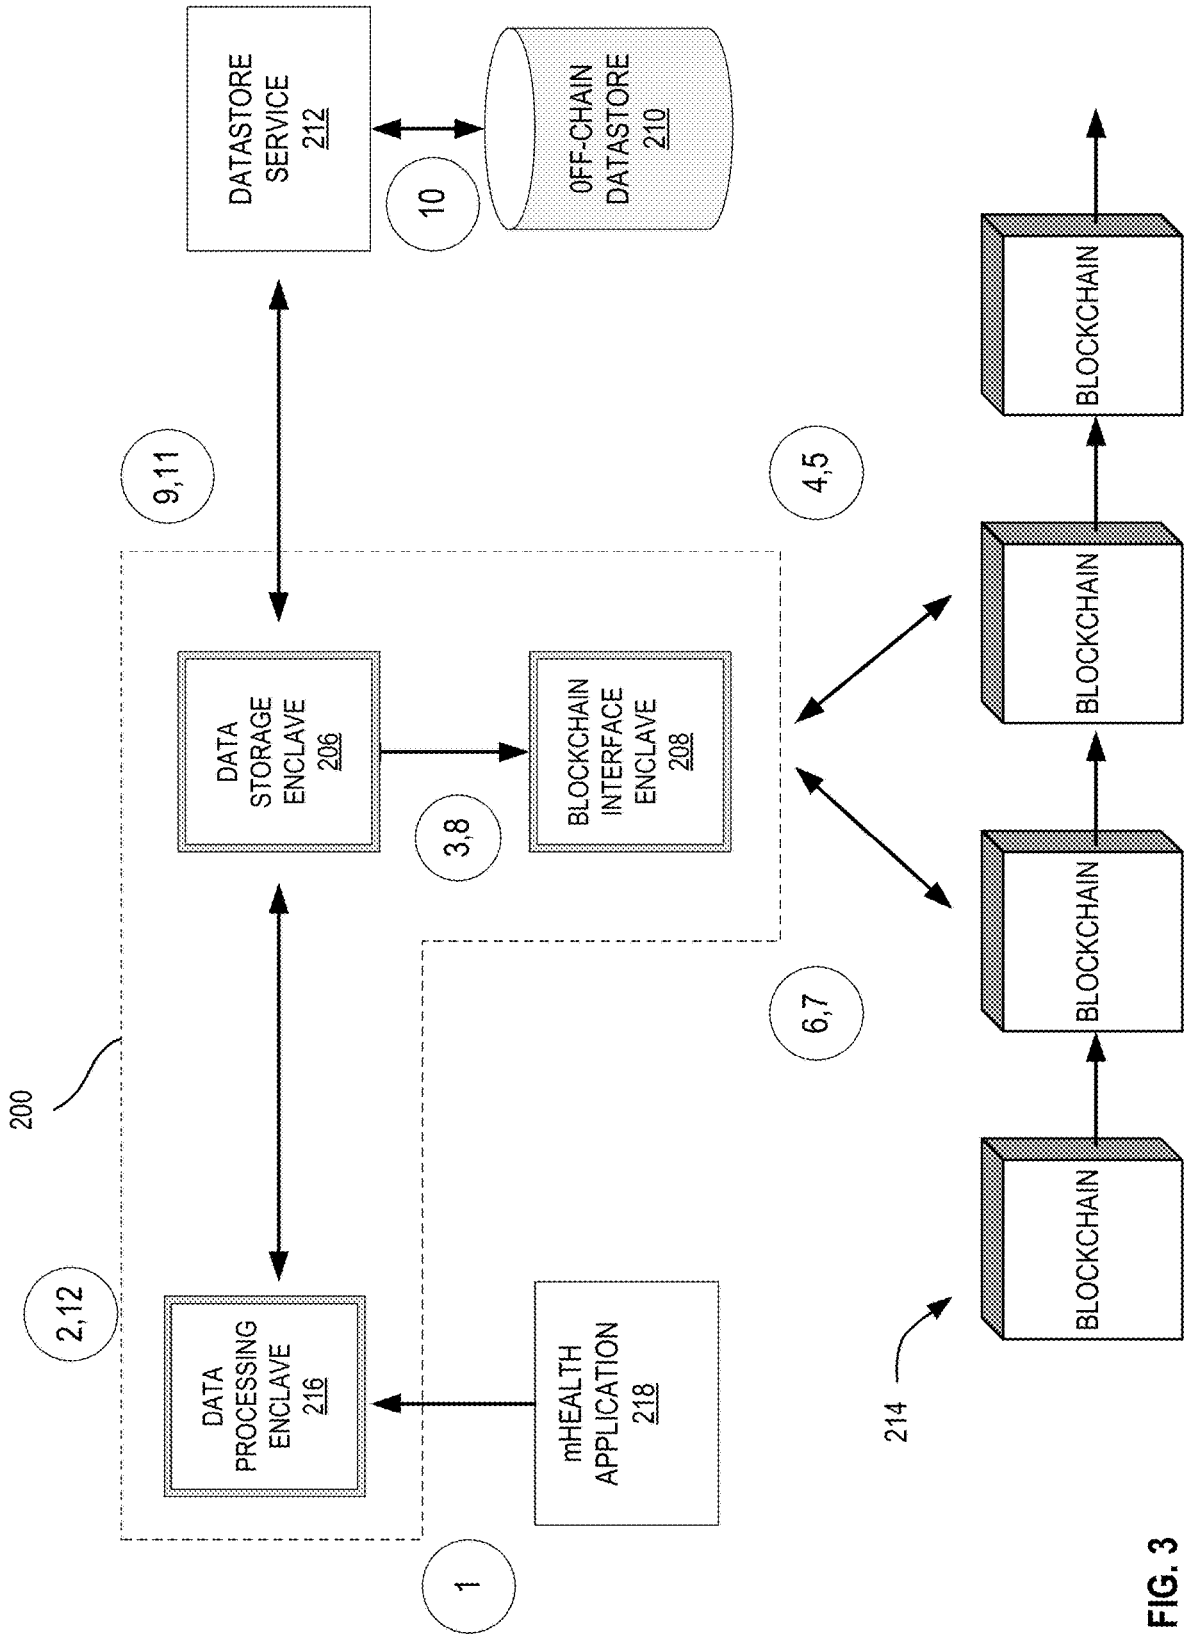 200
2,12
9,11
DATA
PROCESSING
ENCLAVE
216
DATA
STORAGE
ENCLAVE
206
DATASTORE
SERVICE
212
1
3,8
10
mHEALTH
APPLICATION
218
BLOCKCHAIN
INTERFACE
ENCLAVE
208
0FF-CHAIN
DATASTORE
210
6,7
4,5
214
BLOCKCHAIN
BLOCKCHAIN
BLOCKCHAIN
BLOCKCHAIN
FIG. 3